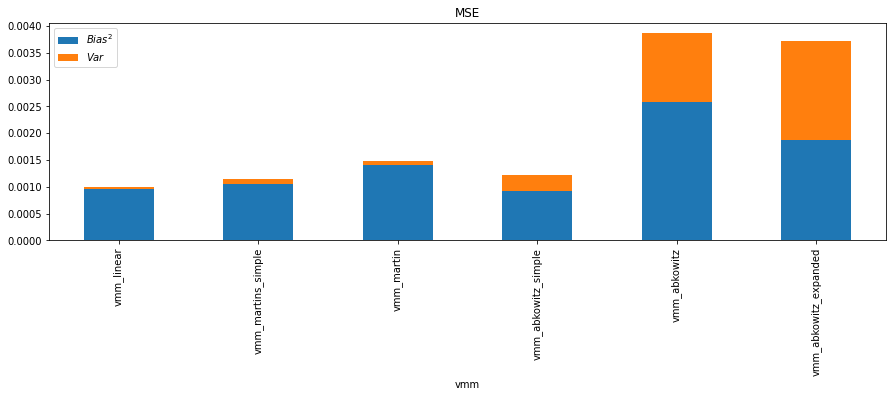 MSE
Bias²
Var
0.0040
0.0035
0.0030
0.0025
0.0020
0.0015
0.0010
0.0005
0.0000
vmm_linear
vmm_martins_simple
vmm_martin
vmm_abkowitz_simple
vmm_abkowitz
vmm_abkowitz_expanded
vmm